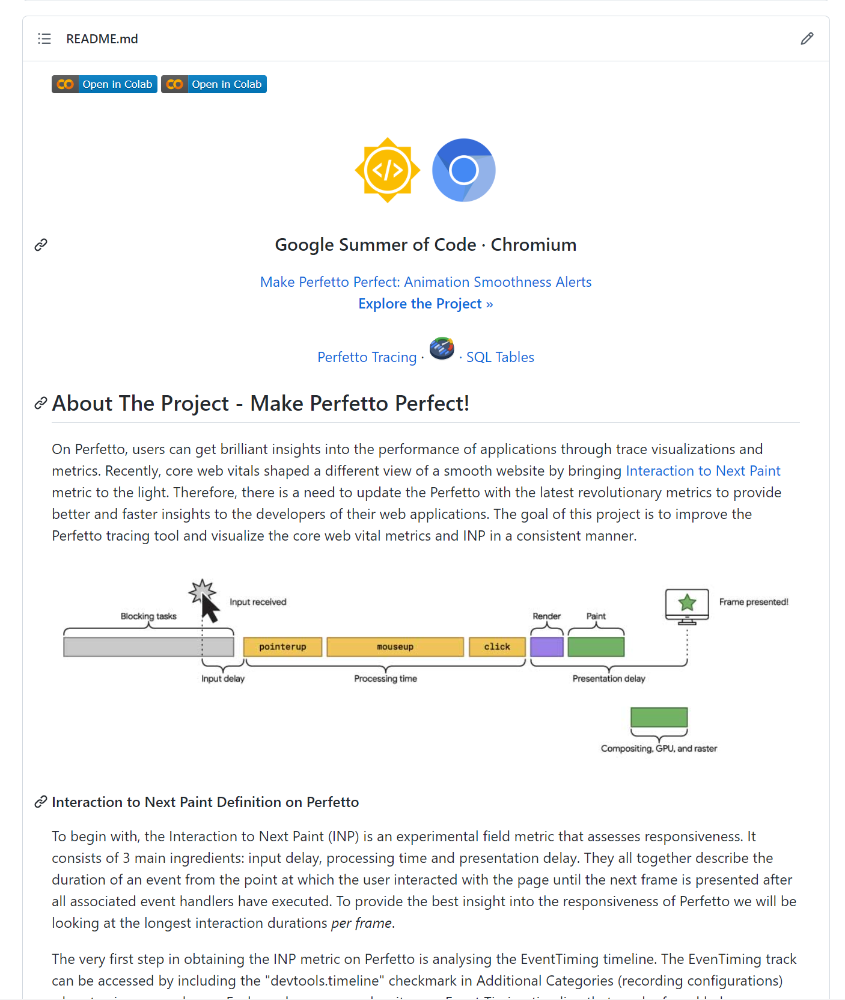 README.md
Open in Colab Open in Colab
Google Summer of Code · Chromium
Make Perfetto Perfect: Animation Smoothness Alerts
Explore the Project »
Perfetto Tracing · · SQL Tables
About The Project - Make Perfetto Perfect!
On Perfetto, users can get brilliant insights into the performance of applications through trace visualizations and
metrics. Recently, core web vitals shaped a different view of a smooth website by bringing Interaction to Next Paint
metric to the light. Therefore, there is a need to update the Perfetto with the latest revolutionary metrics to provide
better and faster insights to the developers of their web applications. The goal of this project is to improve the
Perfetto tracing tool and visualize the core web vital metrics and INP in a consistent manner.
Input received
Frame presented!
Blocking tasks
Render
Paint
pointerup
mouseup
click
Input delay
Processing time
Presentation delay
Compositing, GPU, and raster
Interaction to Next Paint Definition on Perfetto
To begin with, the Interaction to Next Paint (INP) is an experimental field metric that assesses responsiveness. It
consists of 3 main ingredients: input delay, processing time and presentation delay. They all together describe the
duration of an event from the point at which the user interacted with the page until the next frame is presented after
all associated event handlers have executed. To provide the best insight into the responsiveness of Perfetto we will be
looking at the longest interaction durations per frame.
The very first step in obtaining the INP metric on Perfetto is analysing the EventTiming timeline. The EvenTiming track
can be accessed by including the "devtools.timeline" checkmark in Additional Categories (recording configurations)